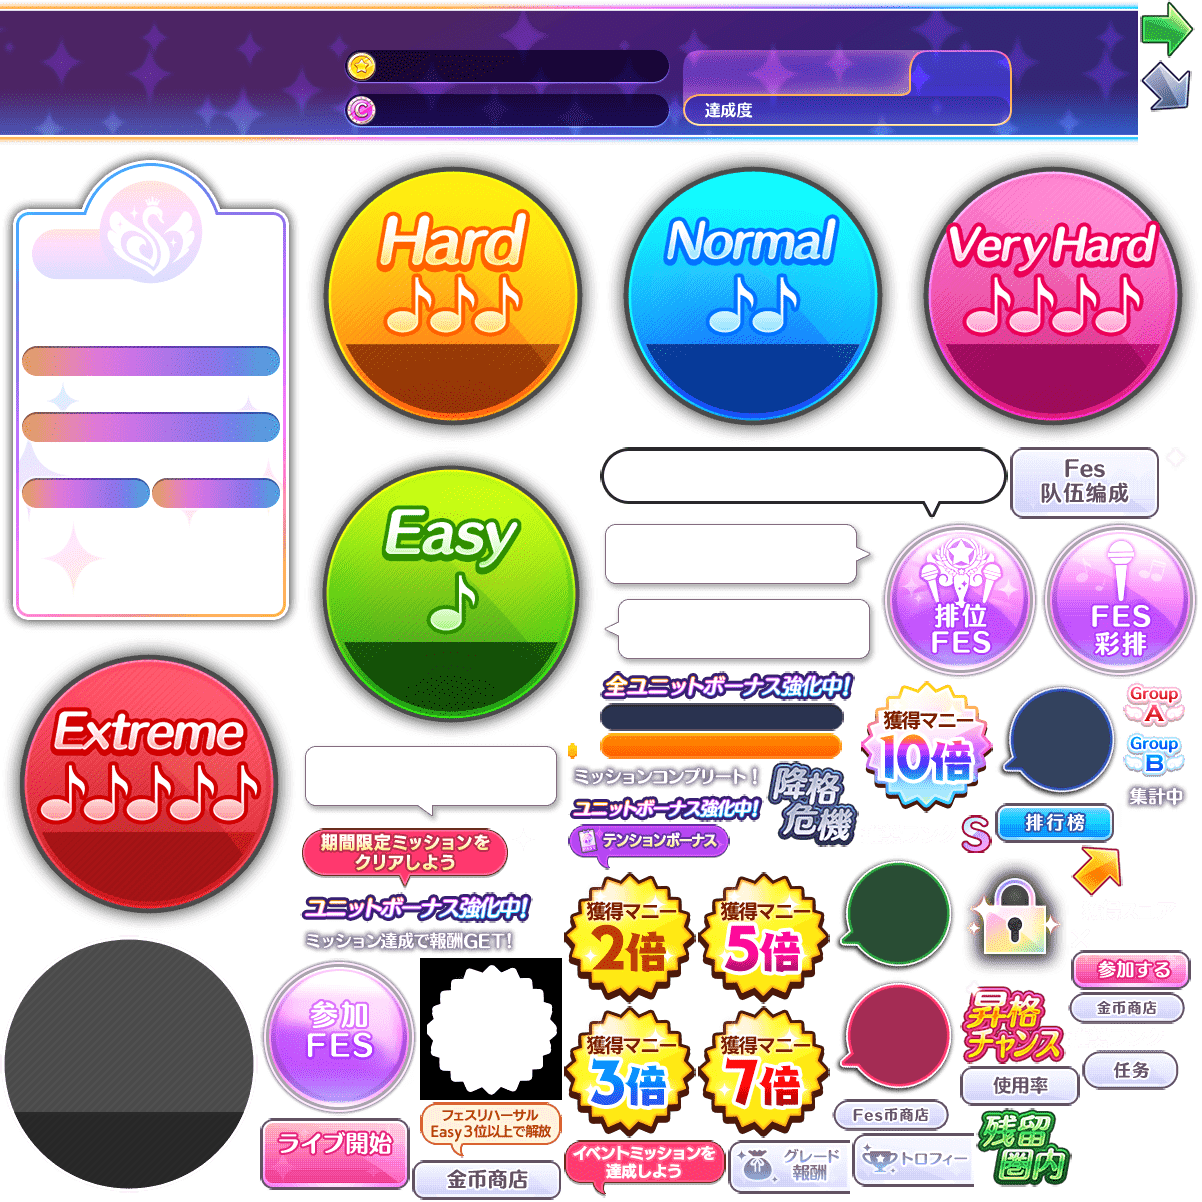 C
達成度
Hard
Normal
Very Hard
Fes
队伍编成
Easy
排位
FES
FES
彩排
Extreme
全ユニットボーナス強化中!
獲得マニー
10倍
Group
A
Group
B
集計中
ミッションコンプリート!
降格
危機
ユニットボーナス強化中!
テンションボーナス
S
排行榜
期間限定ミッションを
クリアしよう
ユニットボーナス強化中!
ミッション達成で報酬GET!
獲得マニー
2倍
獲得マニー
5倍
参加する
参加
FES
昇格
チャンス
金币商店
獲得マニー
3倍
獲得マニー
7倍
使用率
任务
フェスリハーサル
Easy3位以上で解放
Fes币商店
残留
圏内
ライブ開始
金币商店
イベントミッションを
達成しよう
グレード
報酬
トロフィー